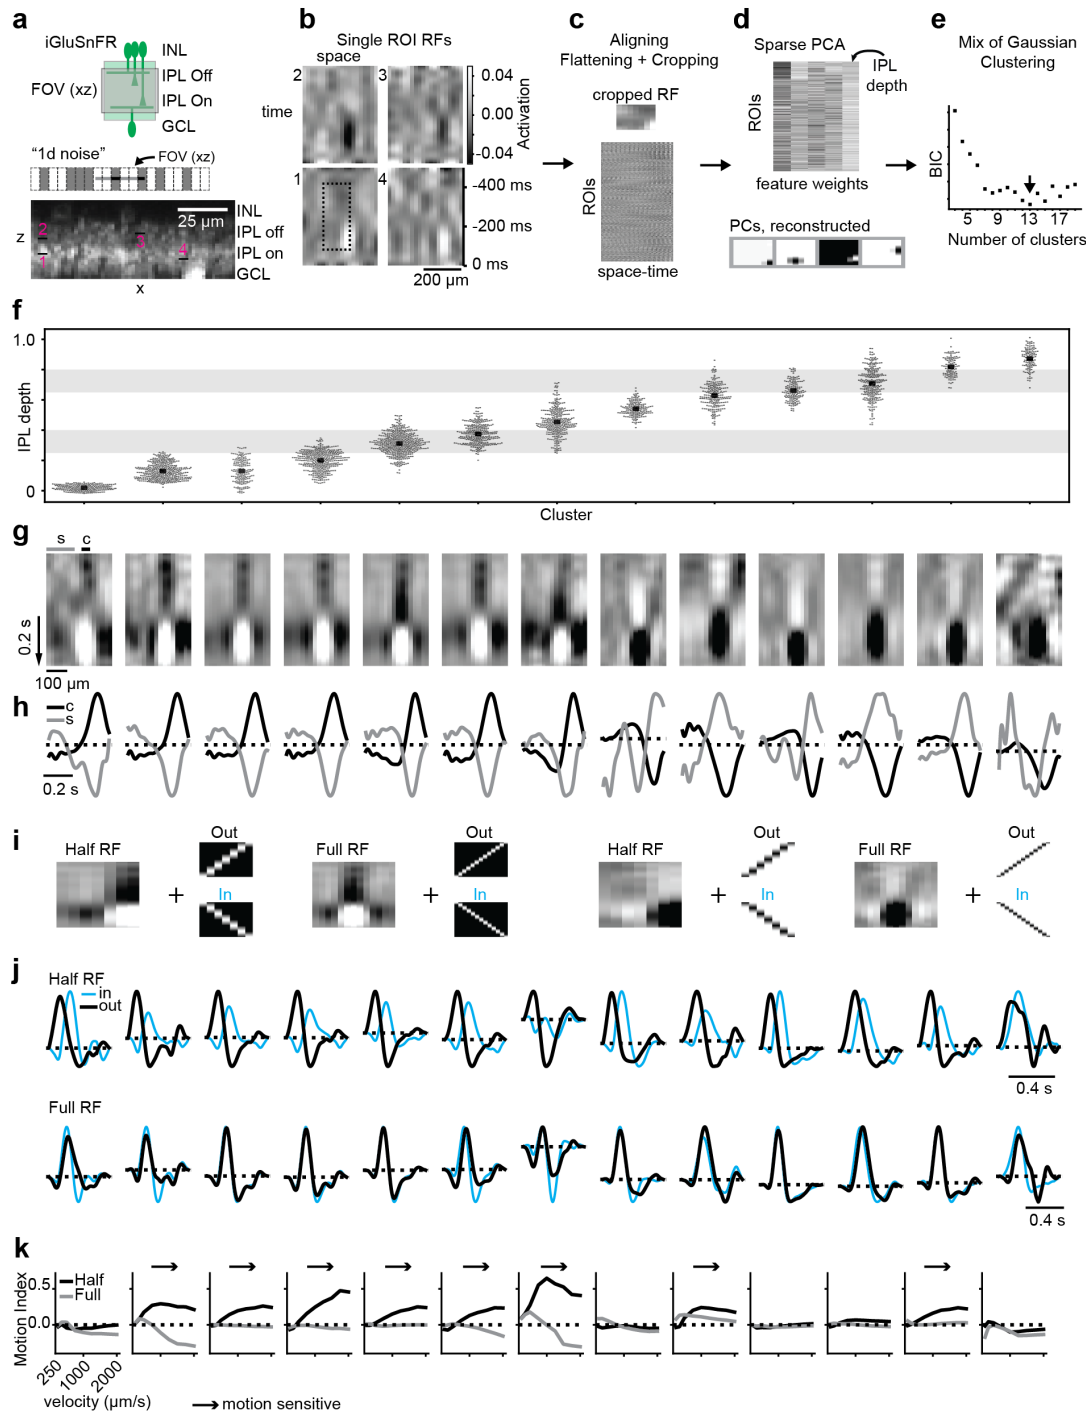 a
iGluSnFR
INL
FOV (xz)
IPL Off
IPL On
GCL
"1d noise"
FOV (xz)
25 µm
INL
z
2
IPL off
3
1
4
IPL on
GCL
x
b
Single ROI RFs
space
2
3
time
0.04
0.00
-0.04
Activation
1
4
-400 ms
-200 ms
0 ms
200 µm
c
Aligning
Flattening + Cropping
cropped RF
ROIs
space-time
d
Sparse PCA
IPL
depth
ROIs
feature weights
PCs, reconstructed
e
Mix of Gaussian
Clustering
BIC
5
9
13
17
Number of clusters
f
1.0
IPL depth
0
Cluster
g
s
c
0.2 s
100 µm
h
c
s
0.2 s
i
Half RF
+
Out
In
Full RF
+
Out
In
Half RF
+
Out
In
Full RF
+
Out
In
j
Half RF
in
out
0.4 s
Full RF
0.4 s
k
Motion Index
0.5
0.0
Half
Full
250
1000
2000
velocity (µm/s)
motion sensitive